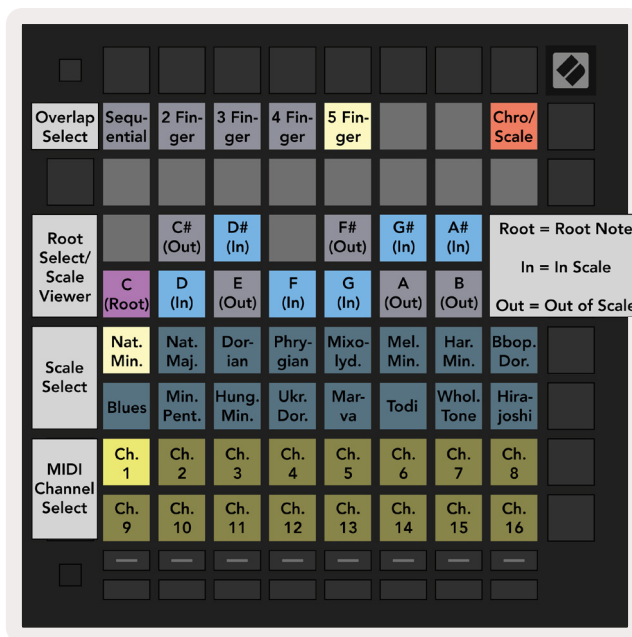 Overlap Select
Sequ-ential
2 Fin-ger
3 Fin-ger
4 Fin-ger
5 Fin-ger
Chro/Scale
Root Select/Scale Viewer
C# (Out)
D# (In)
F# (Out)
G# (In)
A# (In)
C (Root)
D (In)
E (Out)
F (In)
G (In)
A (Out)
B (Out)
Root = Root Note
In = In Scale
Out = Out of Scale
Scale Select
Nat. Min.
Nat. Maj.
Dor-ian
Phry-gian
Mixo-lyd.
Mel. Min.
Har. Min.
Bbop. Dor.
Blues
Min. Pent.
Hung. Min.
Ukr. Dor.
Mar-va
Todi
Whol. Tone
Hira-joshi
MIDI Channel Select
Ch. 1
Ch. 2
Ch. 3
Ch. 4
Ch. 5
Ch. 6
Ch. 7
Ch. 8
Ch. 9
Ch. 10
Ch. 11
Ch. 12
Ch. 13
Ch. 14
Ch. 15
Ch. 16